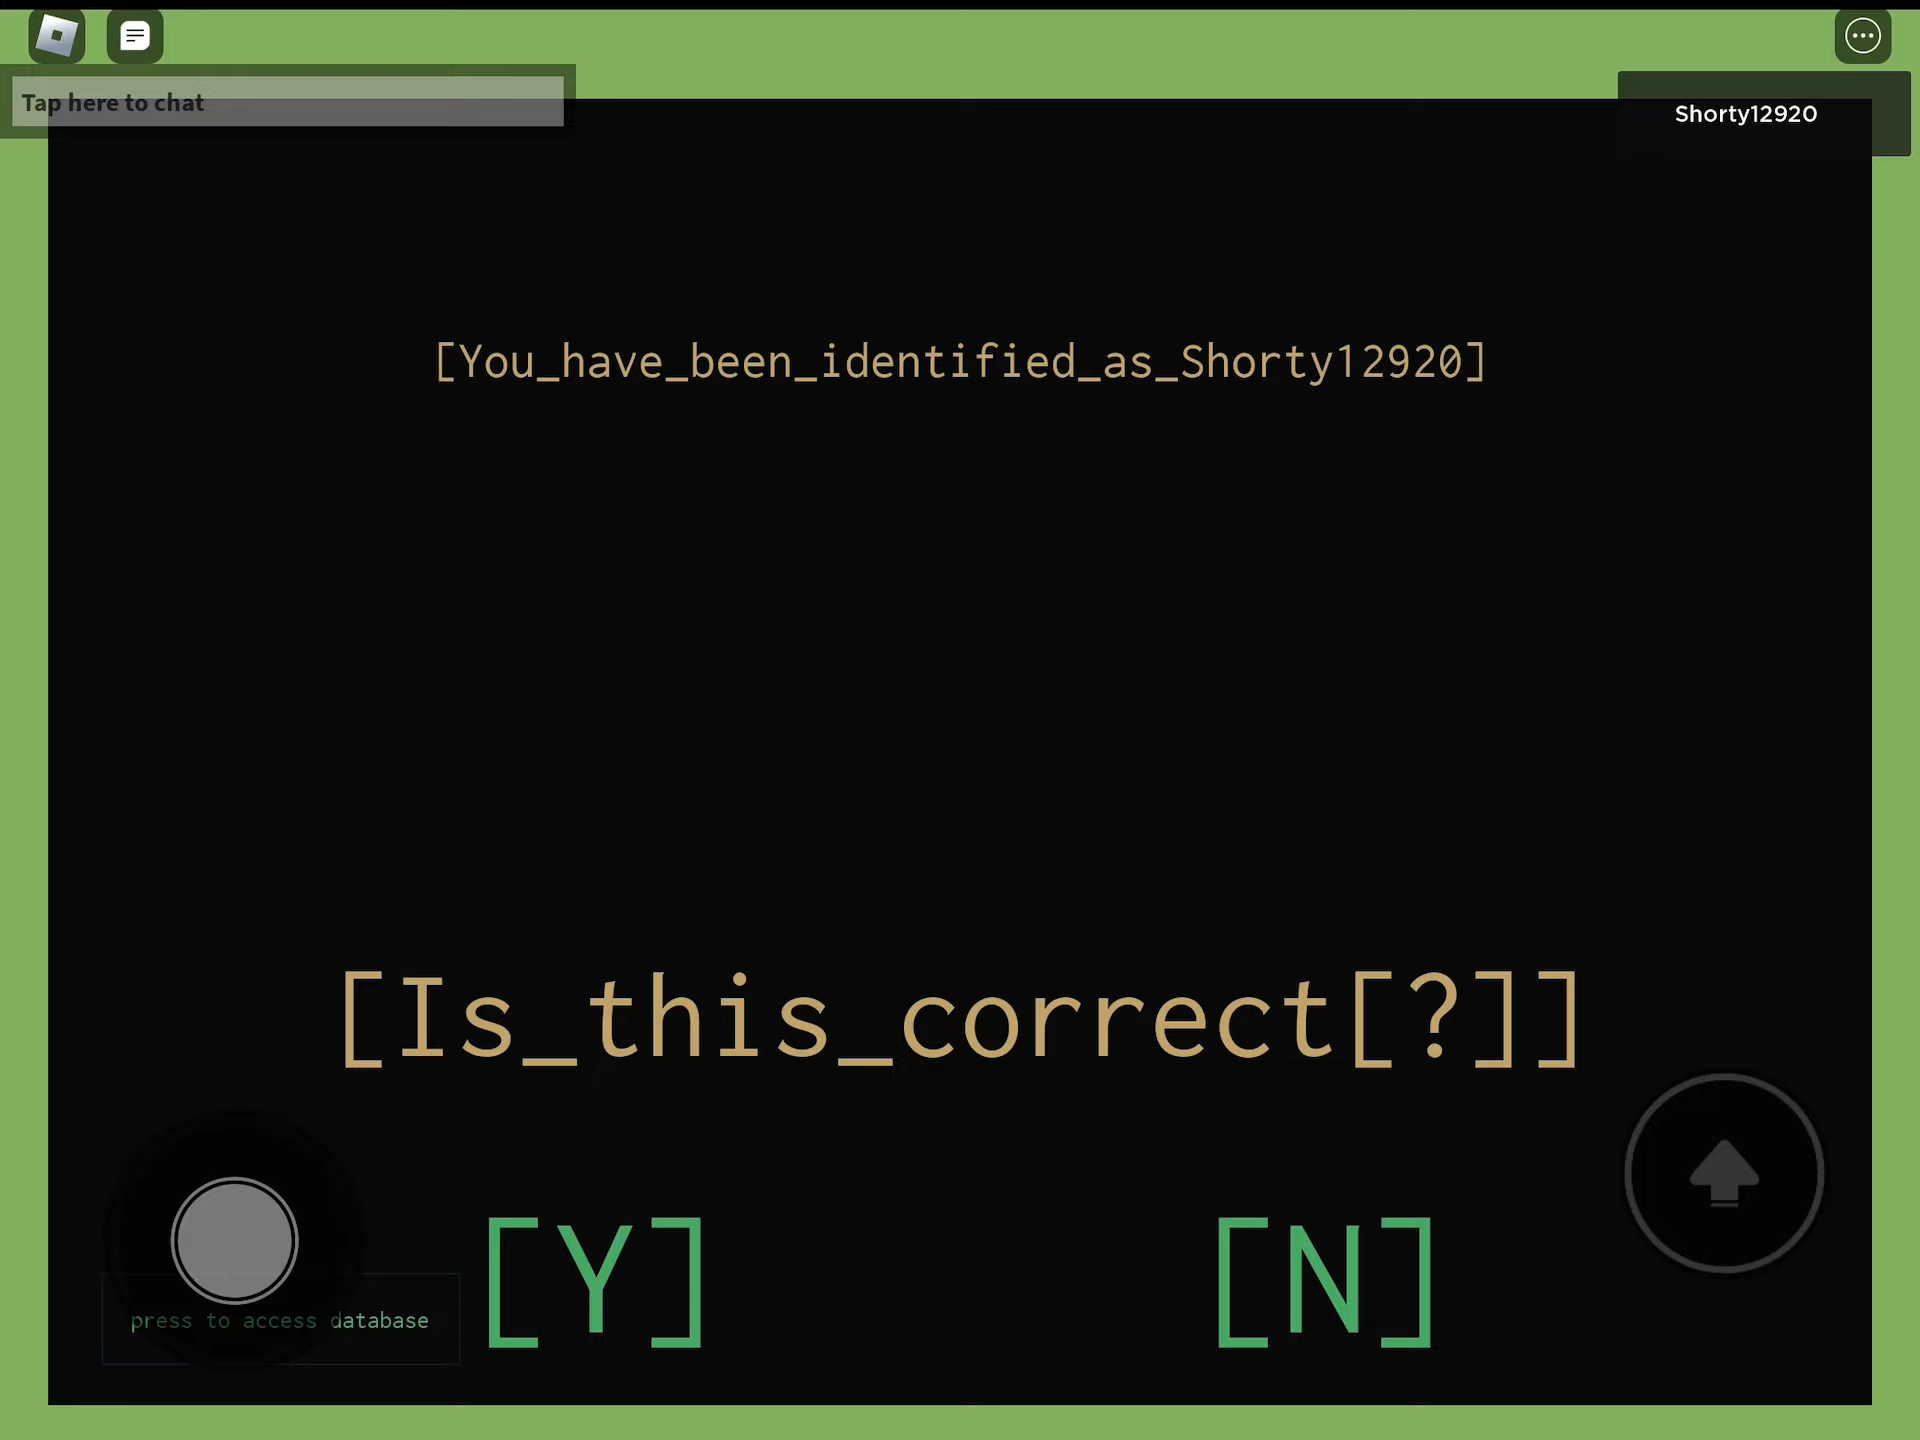 Tap here to chat
Shorty12920
[You_have_been_identified_as_Shorty12920]
[Is_this_correct[?]]
[Y]
[N]
press to access database